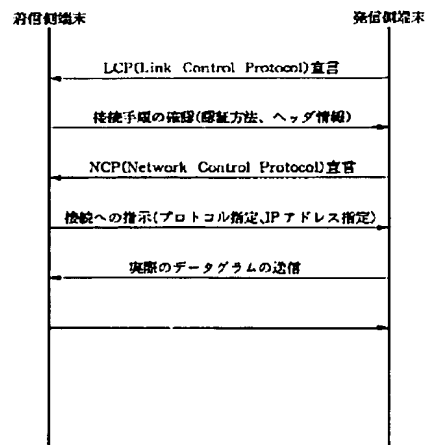 着信側端末
発信側端末
LCP(Link Control Protocol)宣言
接続手順の確認(認証方法、ヘッダ情報)
NCP(Network Control Protocol)宣言
接続への指示(プロトコル指定、IPアドレス指定)
実際のデータグラムの送信